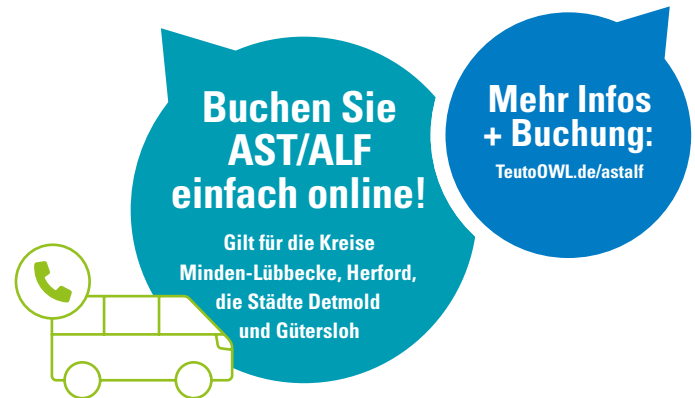 Buchen Sie
AST/ALF
einfach online!
Gilt für die Kreise
Minden-Lübbecke, Herford,
die Städte Detmold
und Gütersloh
Mehr Infos
+ Buchung:
TeutoOWL.de/astalf